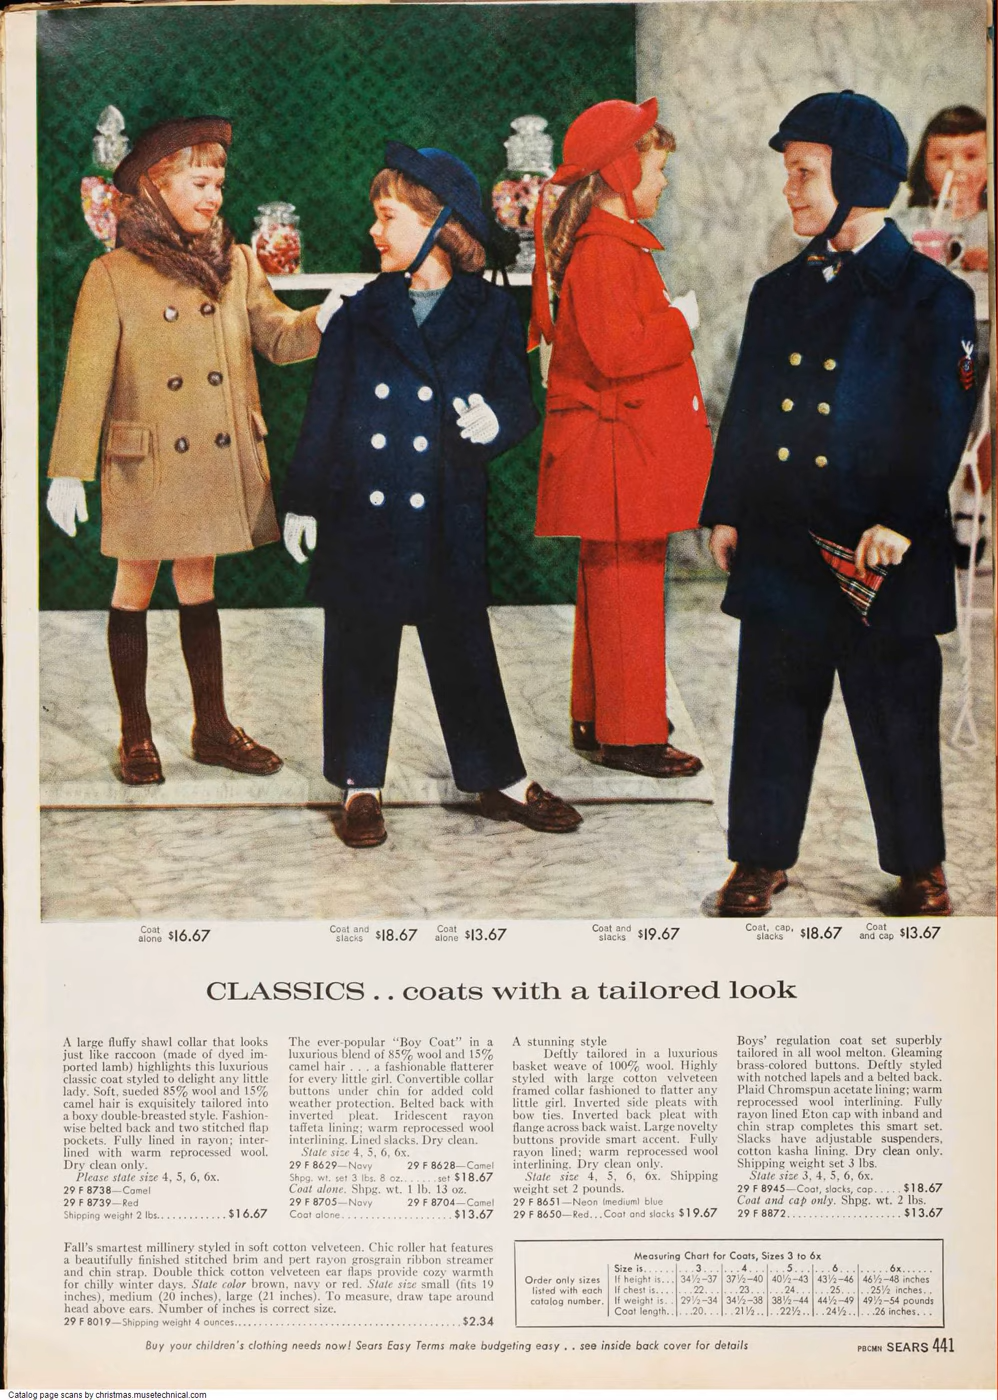 Coat alone $16.67
Coat and slacks $18.67 Coat alone $13.67
Coat and slacks $19.67
Coat, cap, slacks $18.67 Coat and cap $13.67
CLASSICS . . coats with a tailored look
A large fluffy shawl collar that looks
just like raccoon (made of dyed im-
ported lamb) highlights this luxurious
classic coat styled to delight any little
lady. Soft, sueded 85% wool and 15%
camel hair is exquisitely tailored into
a boxy double-breasted style. Fashion-
wise belted back and two stitched flap
pockets. Fully lined in rayon; inter-
lined with warm reprocessed wool.
Dry clean only.
Please state size 4, 5, 6, 6x.
29 F 8738—Camel
29 F 8739—Red
Shipping weight 2 lbs............. $16.67
The ever-popular "Boy Coat" in a
luxurious blend of 85% wool and 15%
camel hair . . . a fashionable flatterer
for every little girl. Convertible collar
buttons under chin for added cold
weather protection. Belted back with
inverted pleat. Iridescent rayon
taffeta lining; warm reprocessed wool
interlining. Lined slacks. Dry clean.
State size 4, 5, 6, 6x.
29 F 8629—Navy 29 F 8628—Camel
Shpg. wt. set 3 lbs. 8 oz.......set $18.67
Coat alone. Shpg. wt. 1 lb. 13 oz.
29 F 8705—Navy 29 F 8704—Camel
Coat alone.................... $13.67
A stunning style
Deftly tailored in a luxurious
basket weave of 100% wool. Highly
styled with large cotton velveteen
framed collar fashioned to flatter any
little girl. Inverted side pleats with
bow ties. Inverted back pleat with
flange across back waist. Large novelty
buttons provide smart accent. Fully
rayon lined; warm reprocessed wool
interlining. Dry clean only.
State size 4, 5, 6, 6x. Shipping
weight set 2 pounds.
29 F 8651—Neon (medium) blue
29 F 8650—Red...Coat and slacks $19.67
Boys' regulation coat set superbly
tailored in all wool melton. Gleaming
brass-colored buttons. Deftly styled
with notched lapels and a belted back.
Plaid Chromspun acetate lining; warm
reprocessed wool interlining. Fully
rayon lined Eton cap with inband and
chin strap completes this smart set.
Slacks have adjustable suspenders,
cotton kasha lining. Dry clean only.
Shipping weight set 3 lbs.
State size 3, 4, 5, 6, 6x.
29 F 8945—Coat, slacks, cap..... $18.67
Coat and cap only. Shpg. wt. 2 lbs.
29 F 8872..................... $13.67
Fall's smartest millinery styled in soft cotton velveteen. Chic roller hat features
a beautifully finished stitched brim and pert rayon grosgrain ribbon streamer
and chin strap. Double thick cotton velveteen ear flaps provide cozy warmth
for chilly winter days. State color brown, navy or red. State size small (fits 19
inches), medium (20 inches), large (21 inches). To measure, draw tape around
head above ears. Number of inches is correct size.
29 F 8019—Shipping weight 4 ounces............................................. $2.34
Measuring Chart for Coats, Sizes 3 to 6x
Order only sizes
listed with each
catalog number.
Size is...... ...3... ...4... ...5... ...6... .....6x......
If height is... 34½–37 37½–40 40½–43 43½–46 46½–48 inches
If chest is.... ..22... ...23... ...24... ...25... ..25½ inches..
If weight is.. 29½–34 34½–38 38½–44 44½–49 49½–54 pounds
Coat length.. ...20... ..21½.. ..22½.. ..24½.. ..26 inches...
Buy your children's clothing needs now! Sears Easy Terms make budgeting easy . . see inside back cover for details
PBCMN SEARS 441
Catalog page scans by christmas.musetechnical.com